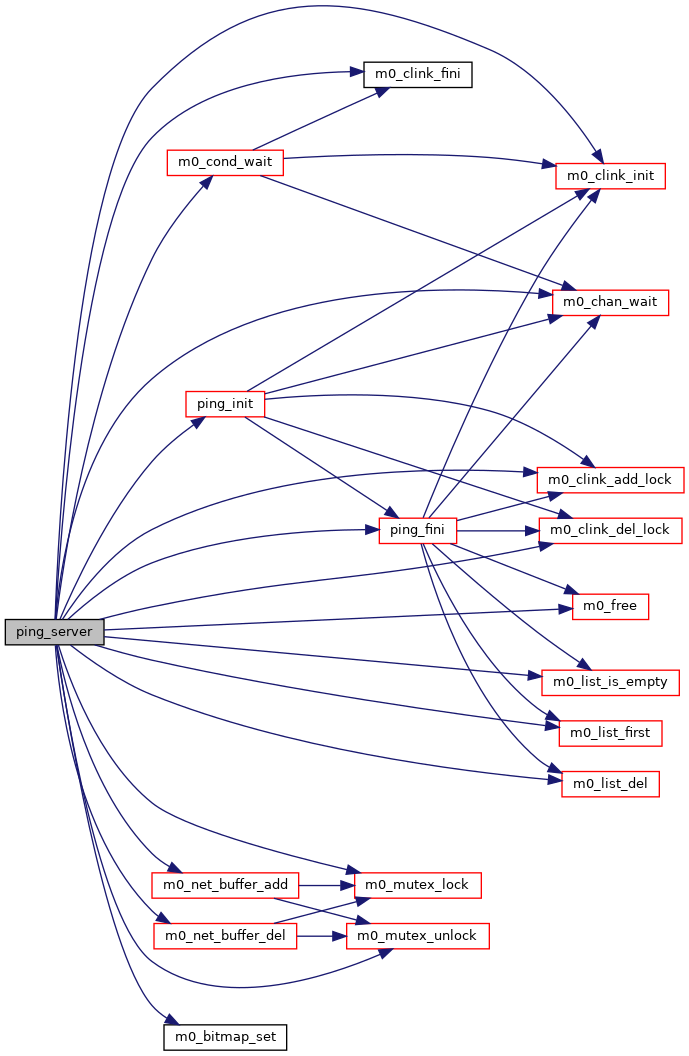 m0_clink_fini
m0_cond_wait
m0_clink_init
m0_chan_wait
ping_init
m0_clink_add_lock
ping_fini
m0_clink_del_lock
m0_free
ping_server
m0_list_is_empty
m0_list_first
m0_list_del
m0_net_buffer_add
m0_mutex_lock
m0_net_buffer_del
m0_mutex_unlock
m0_bitmap_set